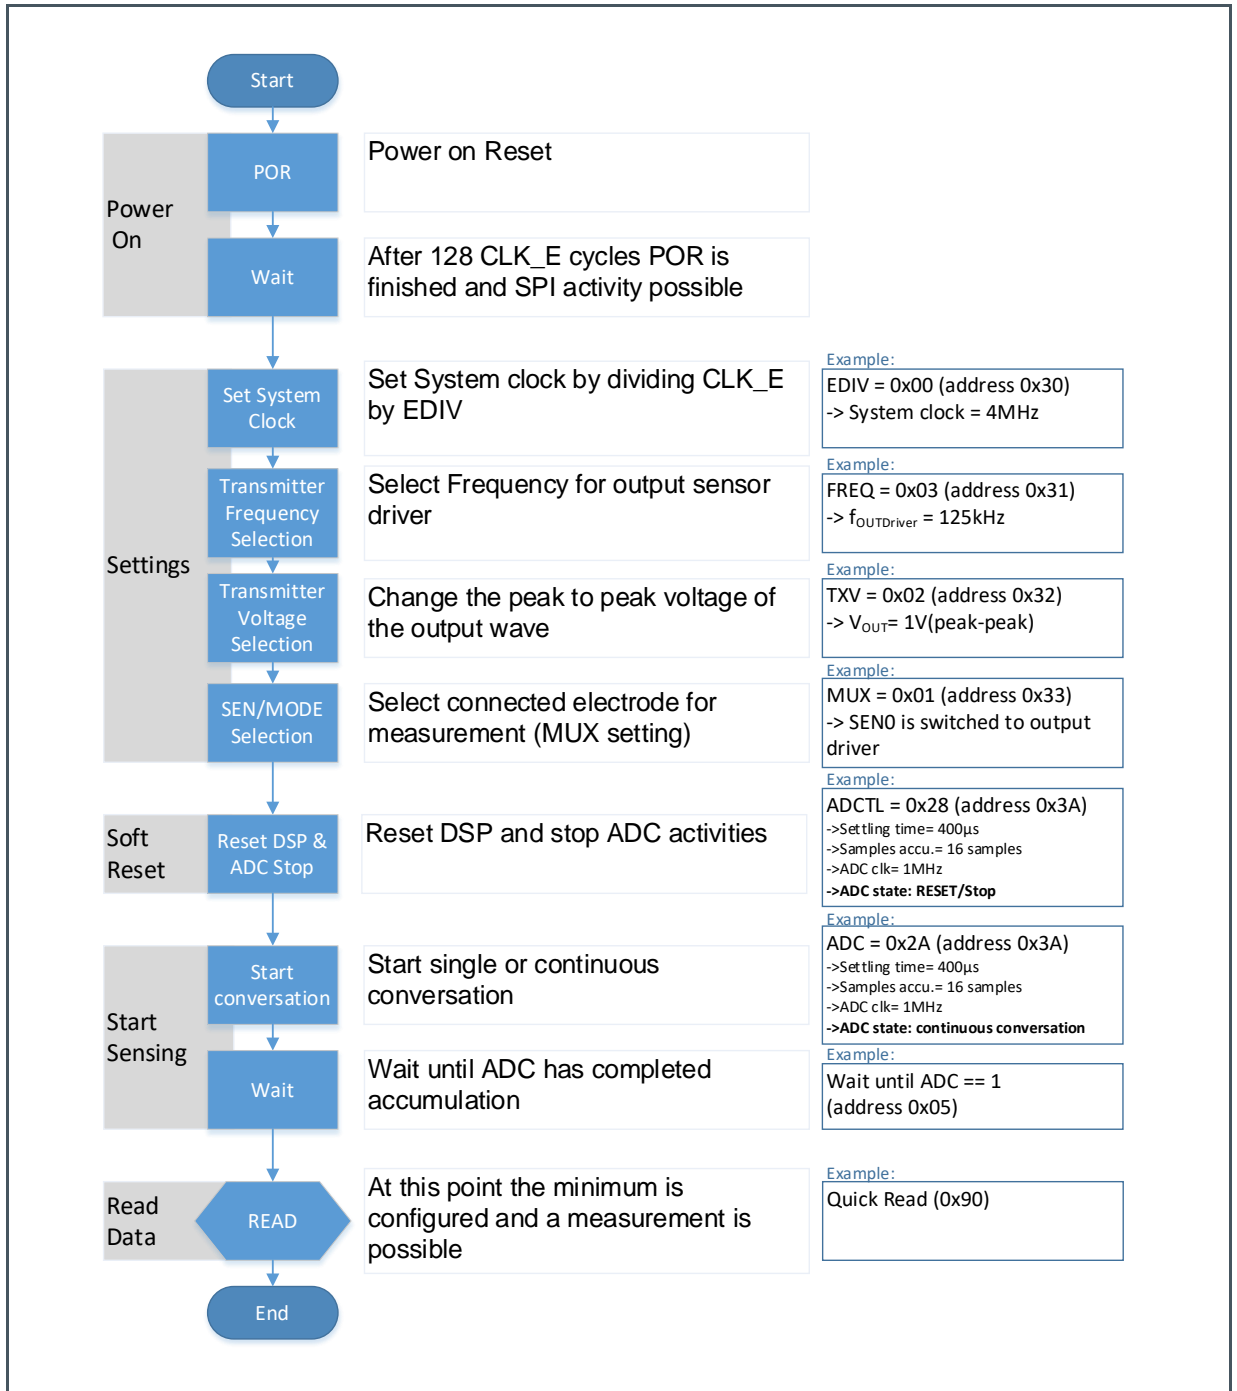 Start
Power
On
POR
Power on Reset
Wait
After 128 CLK_E cycles POR is
finished and SPI activity possible
Settings
Set System
Clock
Set System clock by dividing CLK_E
by EDIV
Example:
EDIV = 0x00 (address 0x30)
-> System clock = 4MHz
Transmitter
Frequency
Selection
Select Frequency for output sensor
driver
Example:
FREQ = 0x03 (address 0x31)
-> fOUTDriver = 125kHz
Transmitter
Voltage
Selection
Change the peak to peak voltage of
the output wave
Example:
TXV = 0x02 (address 0x32)
-> VOUT= 1V(peak-peak)
SEN/MODE
Selection
Select connected electrode for
measurement (MUX setting)
Example:
MUX = 0x01 (address 0x33)
-> SEN0 is switched to output
driver
Soft
Reset
Reset DSP &
ADC Stop
Reset DSP and stop ADC activities
Example:
ADCTL = 0x28 (address 0x3A)
->Settling time= 400µs
->Samples accu.= 16 samples
->ADC clk= 1MHz
->ADC state: RESET/Stop
Start
Sensing
Start
conversation
Start single or continuous
conversation
Example:
ADC = 0x2A (address 0x3A)
->Settling time= 400µs
->Samples accu.= 16 samples
->ADC clk= 1MHz
->ADC state: continuous conversation
Wait
Wait until ADC has completed
accumulation
Example:
Wait until ADC == 1
(address 0x05)
Read
Data
READ
At this point the minimum is
configured and a measurement is
possible
Example:
Quick Read (0x90)
End